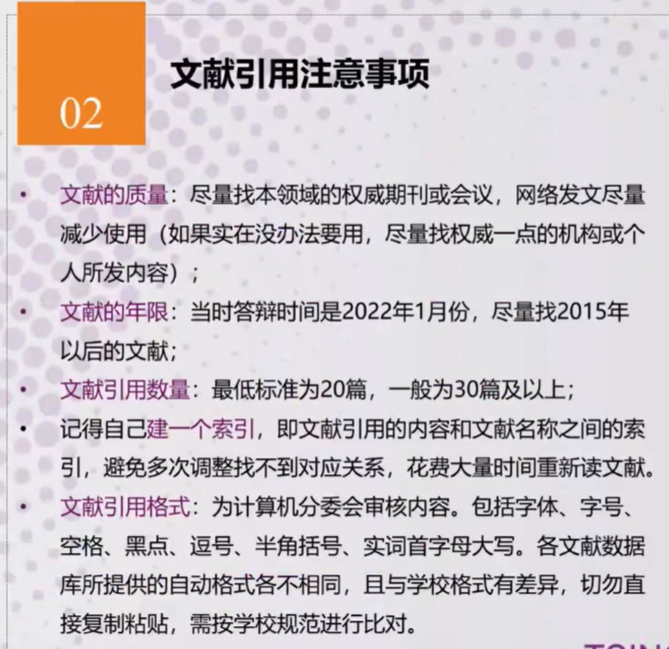 02
文献引用注意事项
• 文献的质量：尽量找本领域的权威期刊或会议，网络发文尽量
减少使用（如果实在没办法要用，尽量找权威一点的机构或个
人所发内容）；
• 文献的年限：当时答辩时间是2022年1月份，尽量找2015年
以后的文献；
• 文献引用数量：最低标准为20篇，一般为30篇及以上；
• 记得自己建一个索引，即文献引用的内容和文献名称之间的索
引，避免多次调整找不到对应关系，花费大量时间重新读文献。
• 文献引用格式：为计算机分委会审核内容。包括字体、字号、
空格、黑点、逗号、半角括号、实词首字母大写。各文献数据
库所提供的自动格式各不相同，且与学校格式有差异，切勿直
接复制粘贴，需按学校规范进行比对。